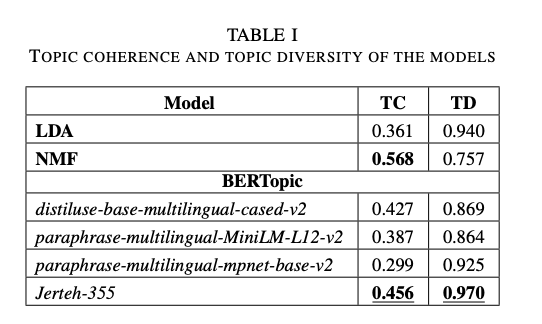 TABLE I
TOPIC COHERENCE AND TOPIC DIVERSITY OF THE MODELS
Model TC TD
LDA 0.361 0.940
NMF 0.568 0.757
BERTopic
distiluse-base-multilingual-cased-v2 0.427 0.869
paraphrase-multilingual-MiniLM-L12-v2 0.387 0.864
paraphrase-multilingual-mpnet-base-v2 0.299 0.925
Jerteh-355 0.456 0.970